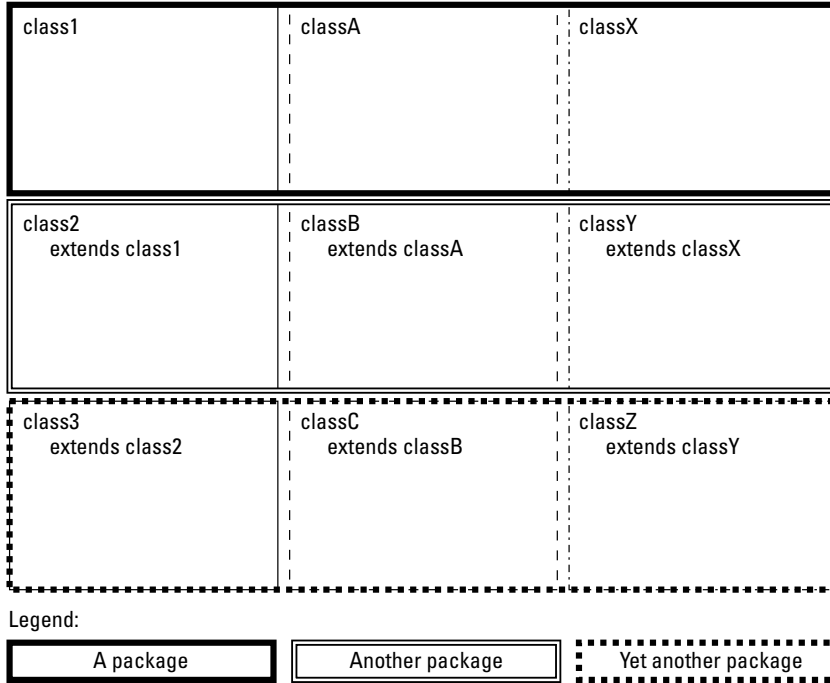 class1
classA
classX
class2
extends class1
classB
extends classA
classY
extends classX
class3
extends class2
classC
extends classB
classZ
extends classY
Legend:
A package
Another package
Yet another package